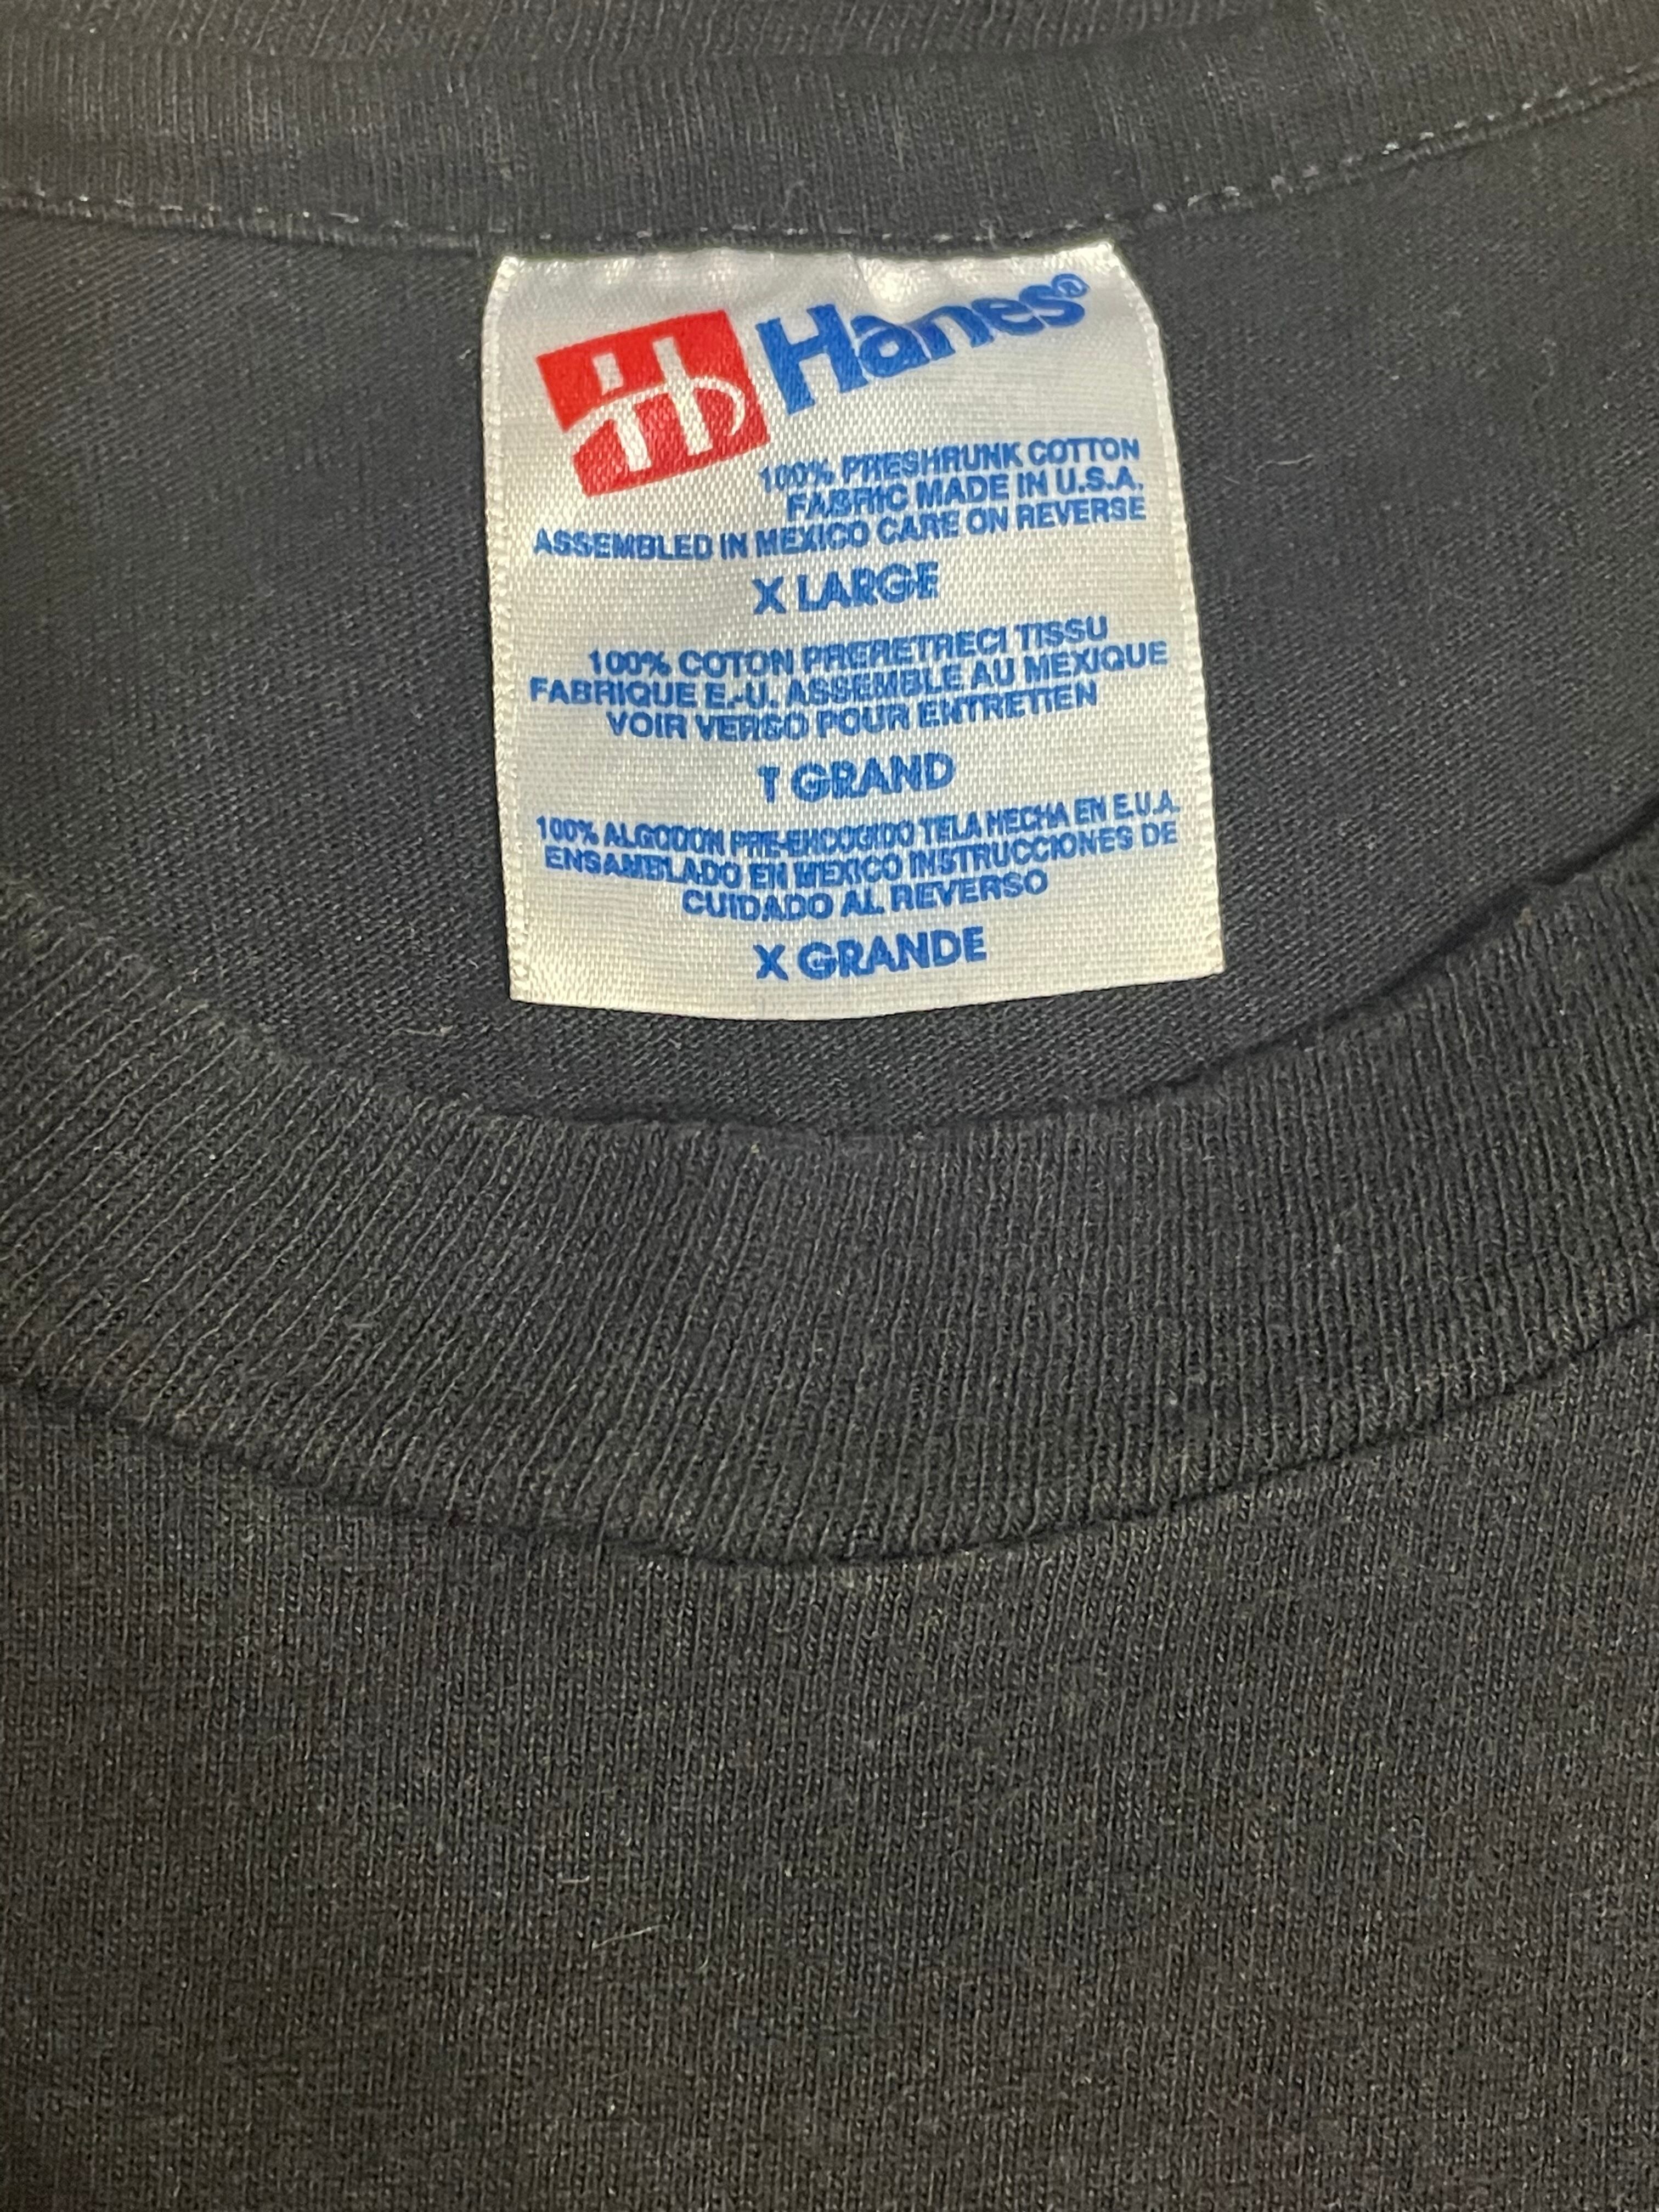 Hanes®
100% PRESHRUNK COTTON
FABRIC MADE IN U.S.A.
ASSEMBLED IN MEXICO CARE ON REVERSE
X LARGE
100% COTON PRERETRECI TISSU
FABRIQUE E.-U. ASSEMBLE AU MEXIQUE
VOIR VERSO POUR ENTRETIEN
T GRAND
100% ALGODON PRE-ENCOGIDO TELA HECHA EN E.U.A.
ENSAMBLADO EN MEXICO INSTRUCCIONES DE
CUIDADO AL REVERSO
X GRANDE